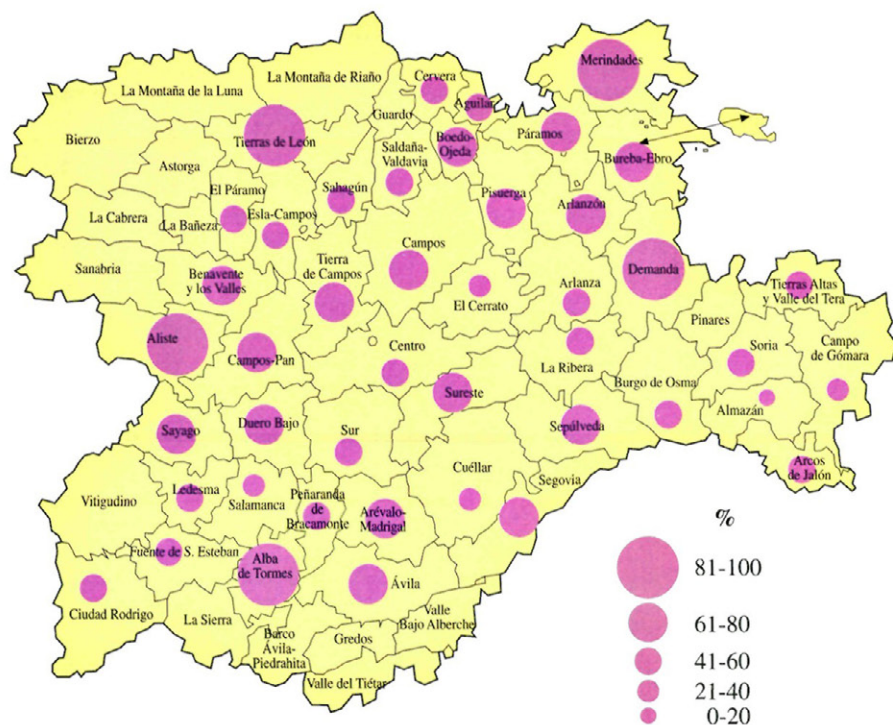 Merindades
La Montaña de Riaño
Cervera
La Montaña de la Luna
Aguilar
Guardo
Bierzo
Tierras de León
Páramos
Boedo-
Ojeda
Saldaña-
Valdavia
Bureba-Ebro
Astorga
El Páramo
Sahagún
Pisuerga
Arlanzón
La Cabrera
La Bañeza
Esla-Campos
Campos
Sanabria
Benavente
y los Valles
Tierra
de Campos
El Cerrato
Arlanza
Demanda
Tierras Altas
y Valle del Tera
Pinares
Aliste
Campos-Pan
Centro
La Ribera
Soria
Campo
de Gómara
Burgo de Osma
Almazán
Sureste
Sayago
Duero Bajo
Sur
Sepúlveda
Cuéllar
Segovia
Arcos
de Jalón
Vitigudino
Ledesma
Salamanca
Peñaranda
de
Bracamonte
Arévalo-
Madrigal
Fuente de S. Esteban
Alba
de Tormes
Ávila
Ciudad Rodrigo
La Sierra
Barco
Ávila-
Piedrahita
Gredos
Valle
Bajo Alberche
Valle del Tiétar
%
81-100
61-80
41-60
21-40
0-20